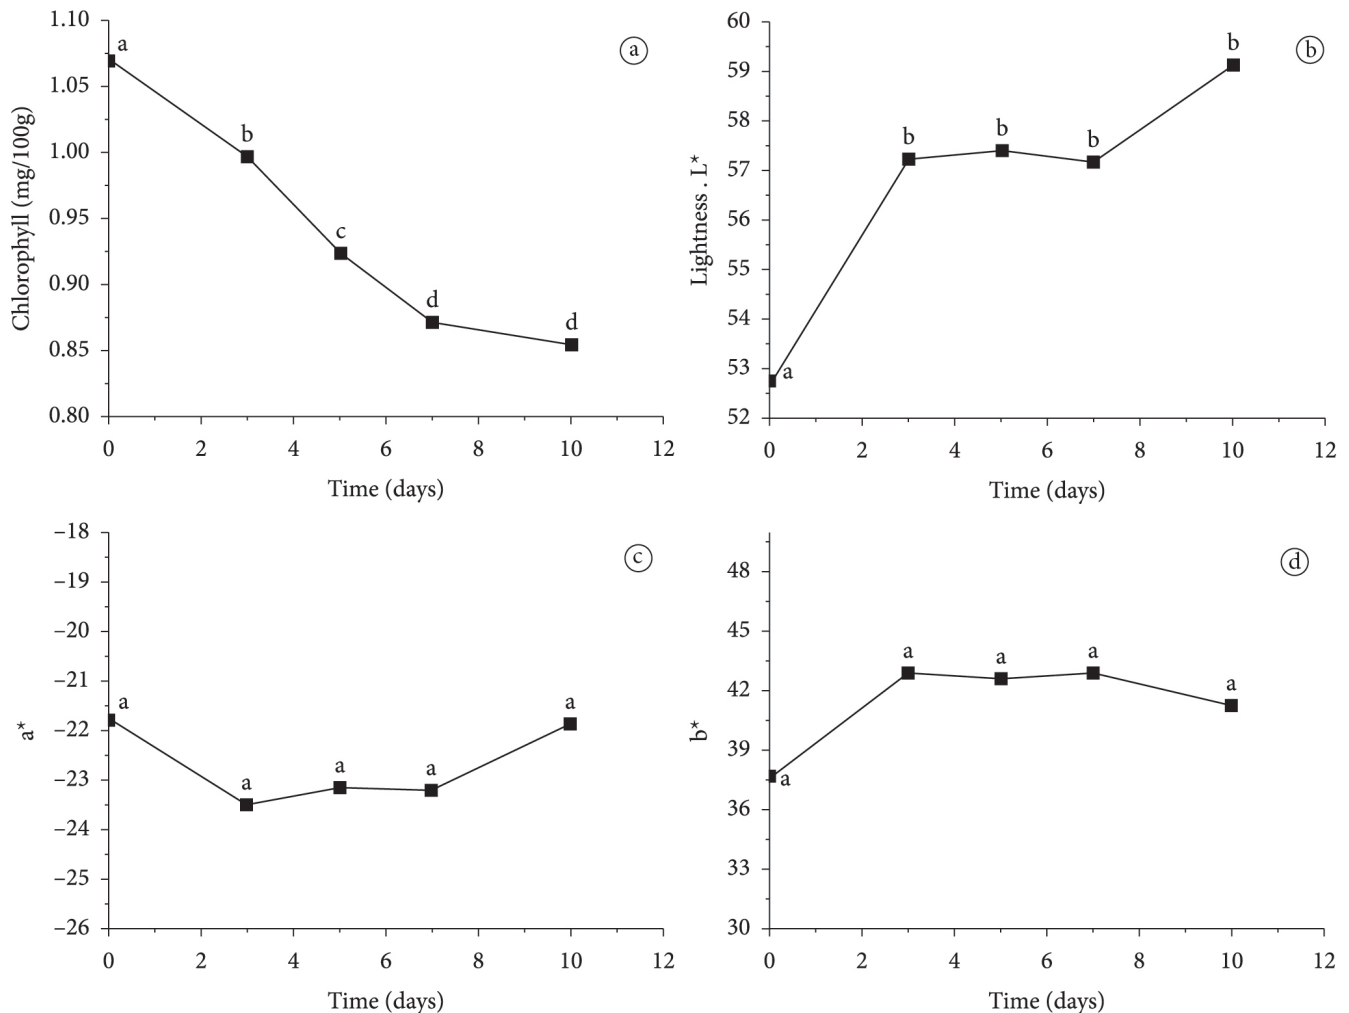 1.10
1.05
1.00
0.95
0.90
0.85
0.80
Chlorophyll (mg/100g)
a
b
c
d
d
a
0 2 4 6 8 10 12
Time (days)
60
59
58
57
56
55
54
53
52
Lightness . L*
a
b
b
b
b
b
0 2 4 6 8 10 12
Time (days)
−18
−19
−20
−21
−22
−23
−24
−25
−26
a*
a
a
a
a
a
c
0 2 4 6 8 10 12
Time (days)
48
45
42
39
36
33
30
b*
a
a
a
a
a
d
0 2 4 6 8 10 12
Time (days)